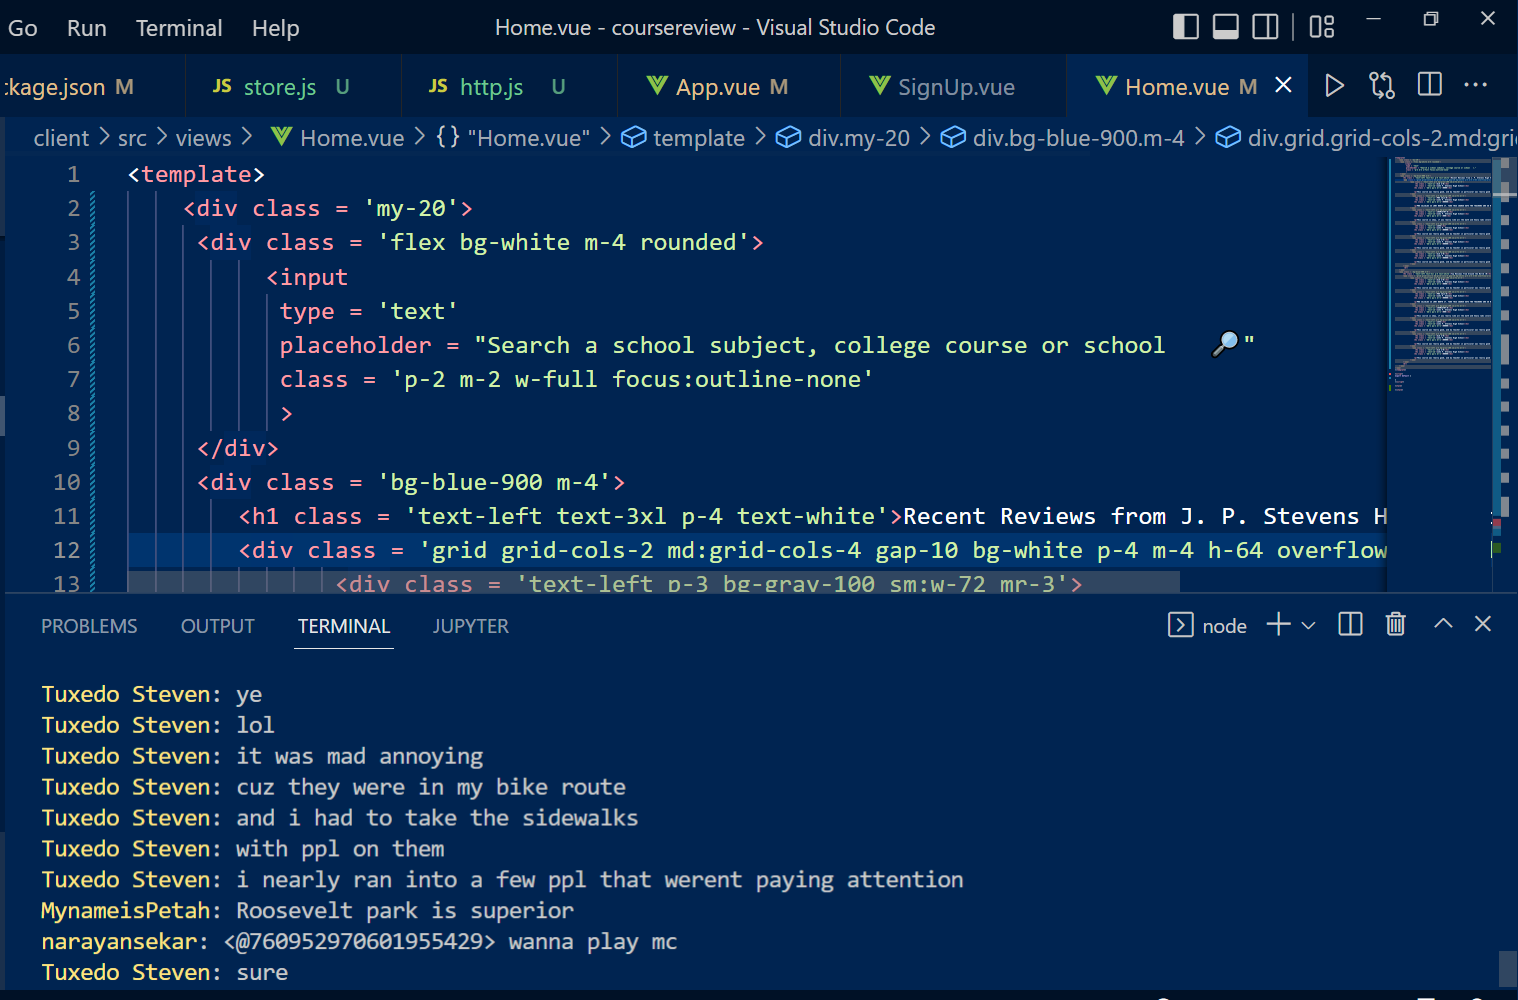 Go Run Terminal Help Home.vue - coursereview - Visual Studio Code
ckage.json M JS store.js U JS http.js U App.vue M SignUp.vue Home.vue M
client > src > views > Home.vue > {} "Home.vue" > template > div.my-20 > div.bg-blue-900.m-4 > div.grid.grid-cols-2.md:gri
1 <template>
2 <div class = 'my-20'>
3 <div class = 'flex bg-white m-4 rounded'>
4 <input
5 type = 'text'
6 placeholder = "Search a school subject, college course or school 🔎"
7 class = 'p-2 m-2 w-full focus:outline-none'
8 >
9 </div>
10 <div class = 'bg-blue-900 m-4'>
11 <h1 class = 'text-left text-3xl p-4 text-white'>Recent Reviews from J. P. Stevens H
12 <div class = 'grid grid-cols-2 md:grid-cols-4 gap-10 bg-white p-4 m-4 h-64 overflow
13 <div class = 'text-left p-3 bg-gray-100 sm:w-72 mr-3'>
PROBLEMS OUTPUT TERMINAL JUPYTER node
Tuxedo Steven: ye
Tuxedo Steven: lol
Tuxedo Steven: it was mad annoying
Tuxedo Steven: cuz they were in my bike route
Tuxedo Steven: and i had to take the sidewalks
Tuxedo Steven: with ppl on them
Tuxedo Steven: i nearly ran into a few ppl that werent paying attention
MynameisPetah: Roosevelt park is superior
narayansekar: <@760952970601955429> wanna play mc
Tuxedo Steven: sure